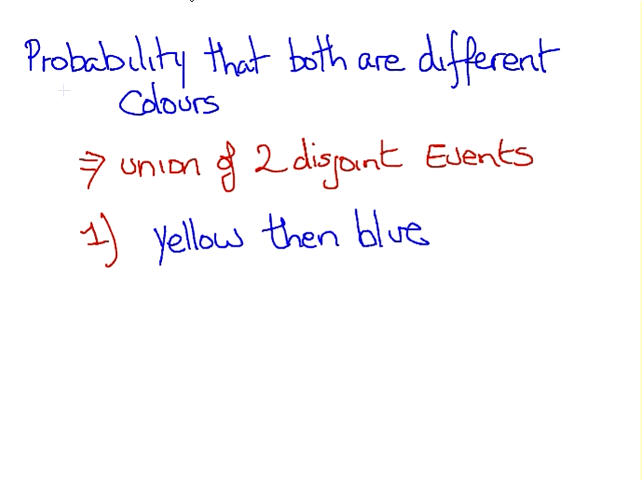 Probability that both are different
Colours
⇒ union of 2 disjoint Events
1) yellow then blue